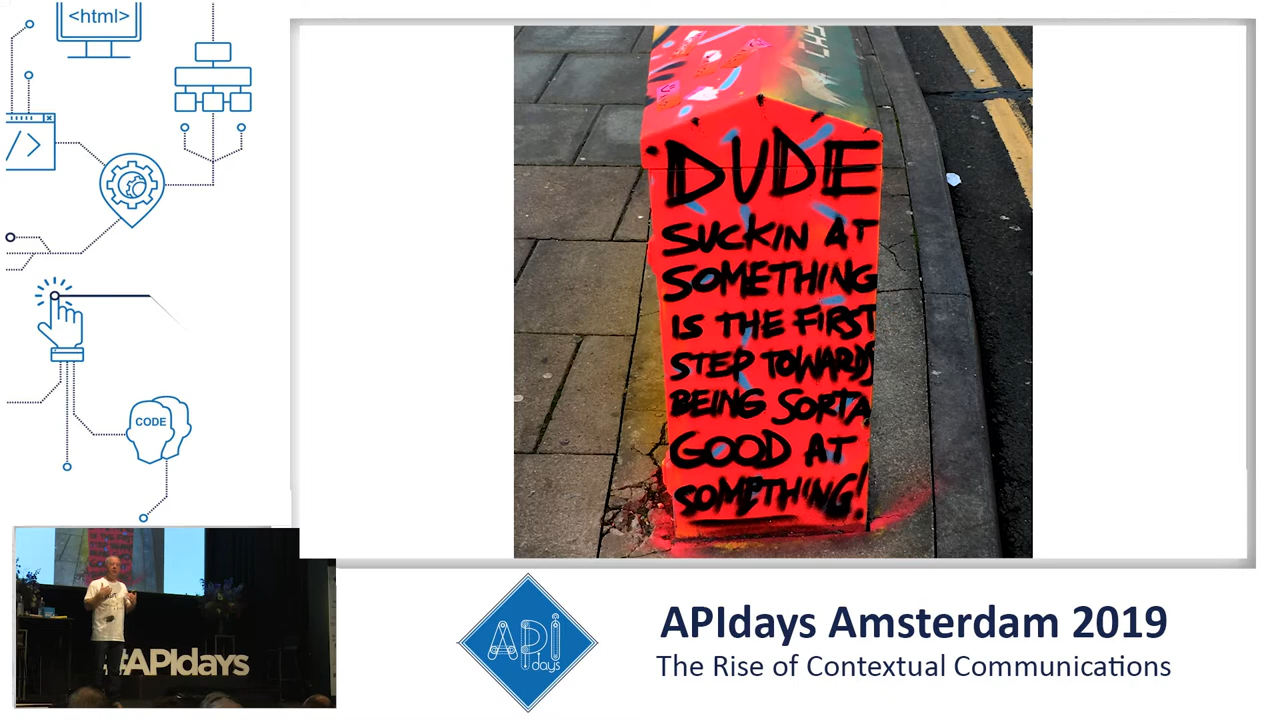 <html>
</>
CODE
DUDE
SUCKIN AT
SOMETHING
IS THE FIRST
STEP TOWARDS
BEING SORTA
GOOD AT
SOMETHING!
#APIdays
API
days
APIdays Amsterdam 2019
The Rise of Contextual Communications